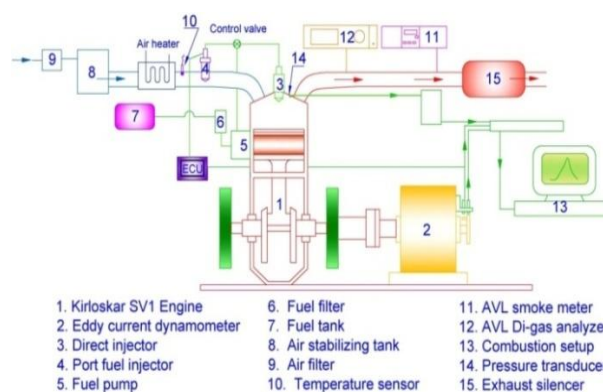 10
Control valve
Air heater
9
8
4
3
14
12
11
15
7
6
5
ECU
1
2
13
1. Kirloskar SV1 Engine
2. Eddy current dynamometer
3. Direct injector
4. Port fuel injector
5. Fuel pump
6. Fuel filter
7. Fuel tank
8. Air stabilizing tank
9. Air filter
10. Temperature sensor
11. AVL smoke meter
12. AVL Di-gas analyze
13. Combustion setup
14. Pressure transduce
15. Exhaust silencer